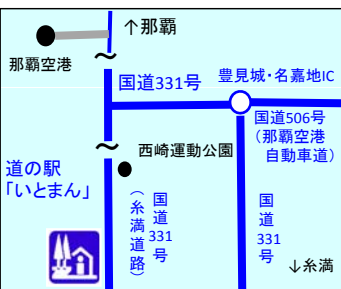 ↑那覇
那覇空港
国道331号
豊見城・名嘉地IC
国道506号
（那覇空港
自動車道）
西崎運動公園
道の駅
「いとまん」
国道331号
（糸満道路）
国道331号
↓糸満